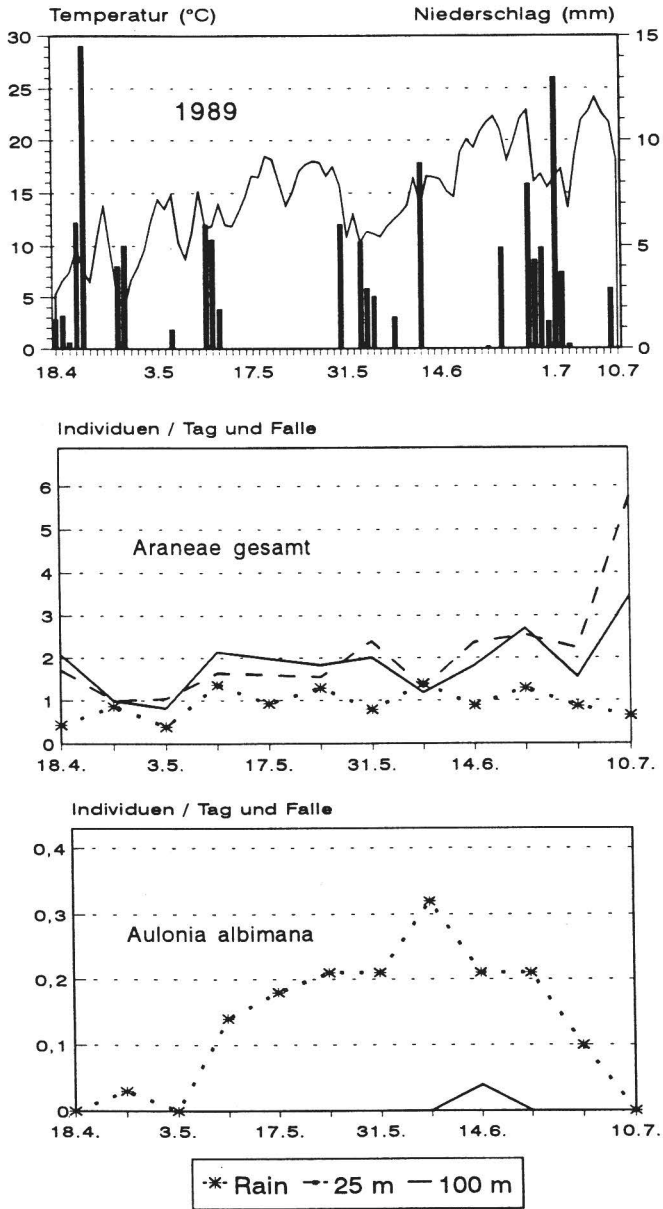 Temperatur (°C) Niederschlag (mm)
30 15
25
1989
20 10
15
10 5
5
0 0
18.4 3.5 17.5 31.5 14.6 1.7 10.7
Individuen / Tag und Falle
6
5
Araneae gesamt
4
3
2
1
0
18.4. 3.5. 17.5. 31.5. 14.6. 10.7.
Individuen / Tag und Falle
0,4
0,3
Aulonia albimana
0,2
0,1
0
18.4. 3.5. 17.5. 31.5. 14.6. 10.7.
Rain 25 m 100 m